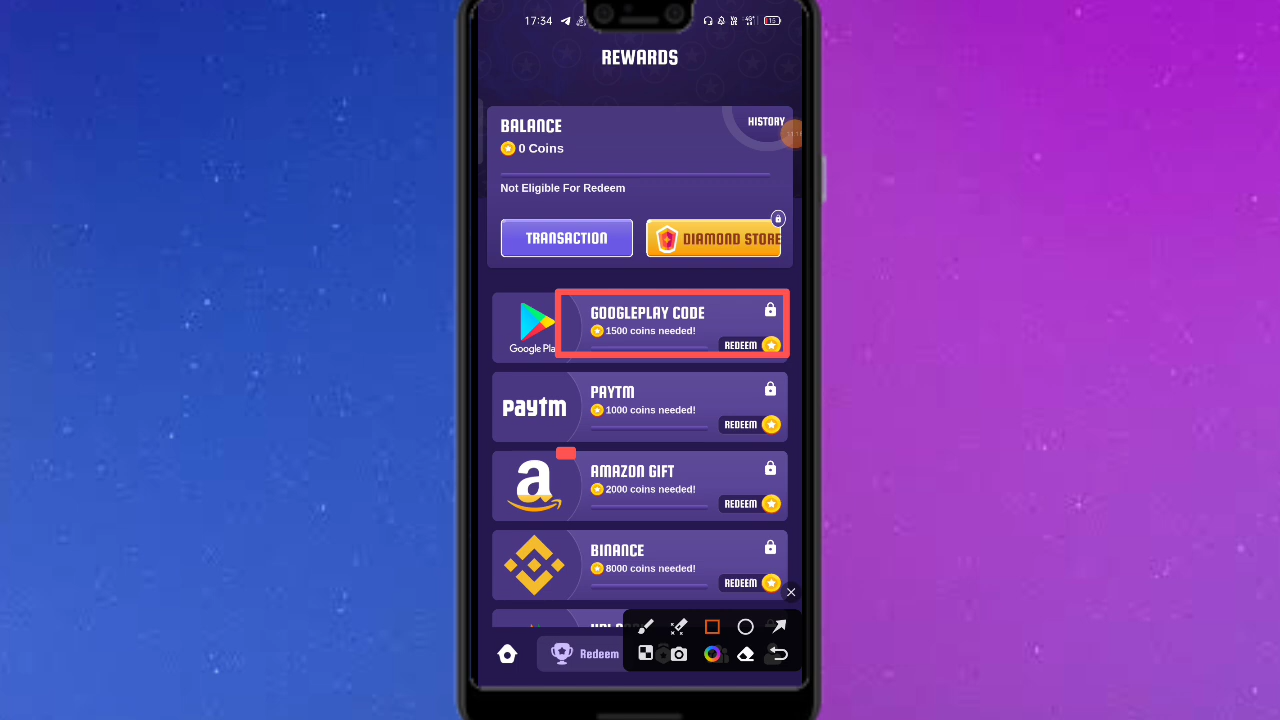 17:34
15
REWARDS
BALANCE
HISTORY
0 Coins
Not Eligible For Redeem
TRANSACTION
DIAMOND STORE
GOOGLEPLAY CODE
1500 coins needed!
Google Pla
REDEEM
PAYTM
paytm
1000 coins needed!
REDEEM
AMAZON GIFT
a
2000 coins needed!
REDEEM
BINANCE
8000 coins needed!
REDEEM
Redeem